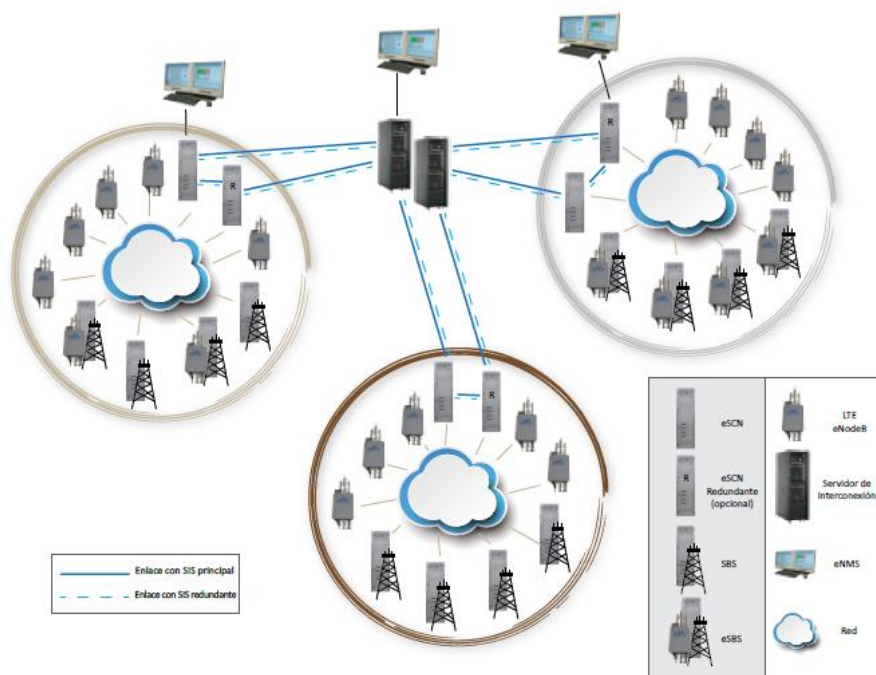 R
R
R
eSCN
LTE
eNodeB
R
eSCN
Redundante
(opcional)
Servidor de
Interconexión
SBS
eNMS
eSBS
Red
Enlace con SIS principal
Enlace con SIS redundante